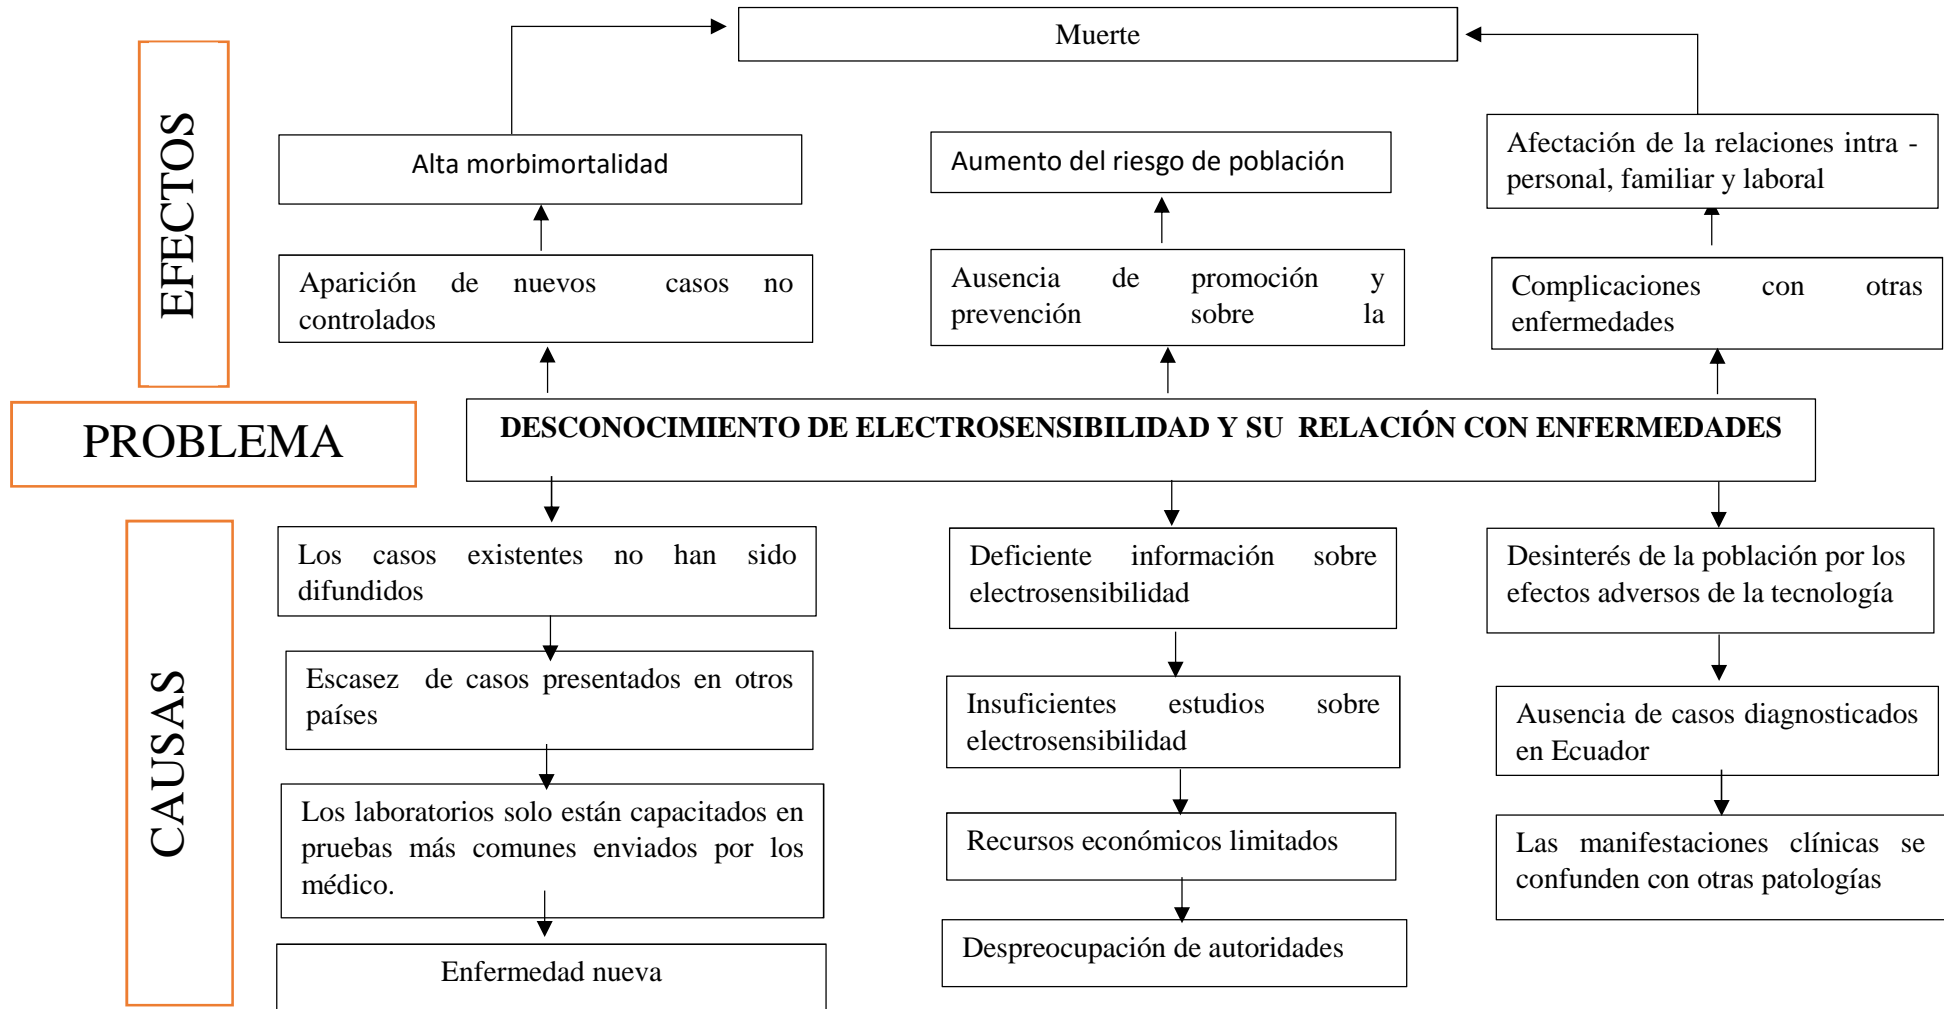 Muerte
EFECTOS
Alta morbimortalidad
Aumento del riesgo de población
Afectación de la relaciones intra -
personal, familiar y laboral
Aparición de nuevos casos no
controlados
Ausencia de promoción y
prevención sobre la
Complicaciones con otras
enfermedades
PROBLEMA
DESCONOCIMIENTO DE ELECTROSENSIBILIDAD Y SU RELACIÓN CON ENFERMEDADES
CAUSAS
Los casos existentes no han sido
difundidos
Deficiente información sobre
electrosensibilidad
Desinterés de la población por los
efectos adversos de la tecnología
Escasez de casos presentados en otros
países
Insuficientes estudios sobre
electrosensibilidad
Ausencia de casos diagnosticados
en Ecuador
Los laboratorios solo están capacitados en
pruebas más comunes enviados por los
médico.
Recursos económicos limitados
Las manifestaciones clínicas se
confunden con otras patologías
Enfermedad nueva
Despreocupación de autoridades